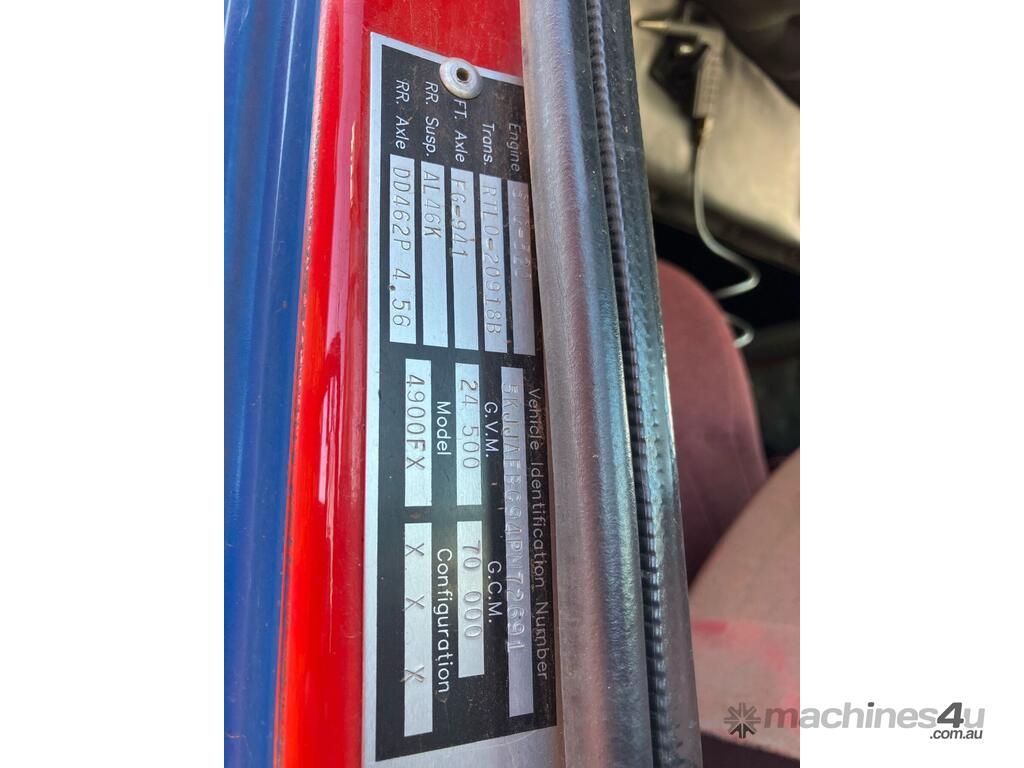 Engine
Trans. RTLO-20918B
FT. Axle FG-941
RR. Susp. AL46K
RR. Axle DD462P 4.56
Vehicle Identification Number
G.V.M. G.C.M.
24 500 70 000
Model Configuration
4900FX X X X
machines4u
.com.au